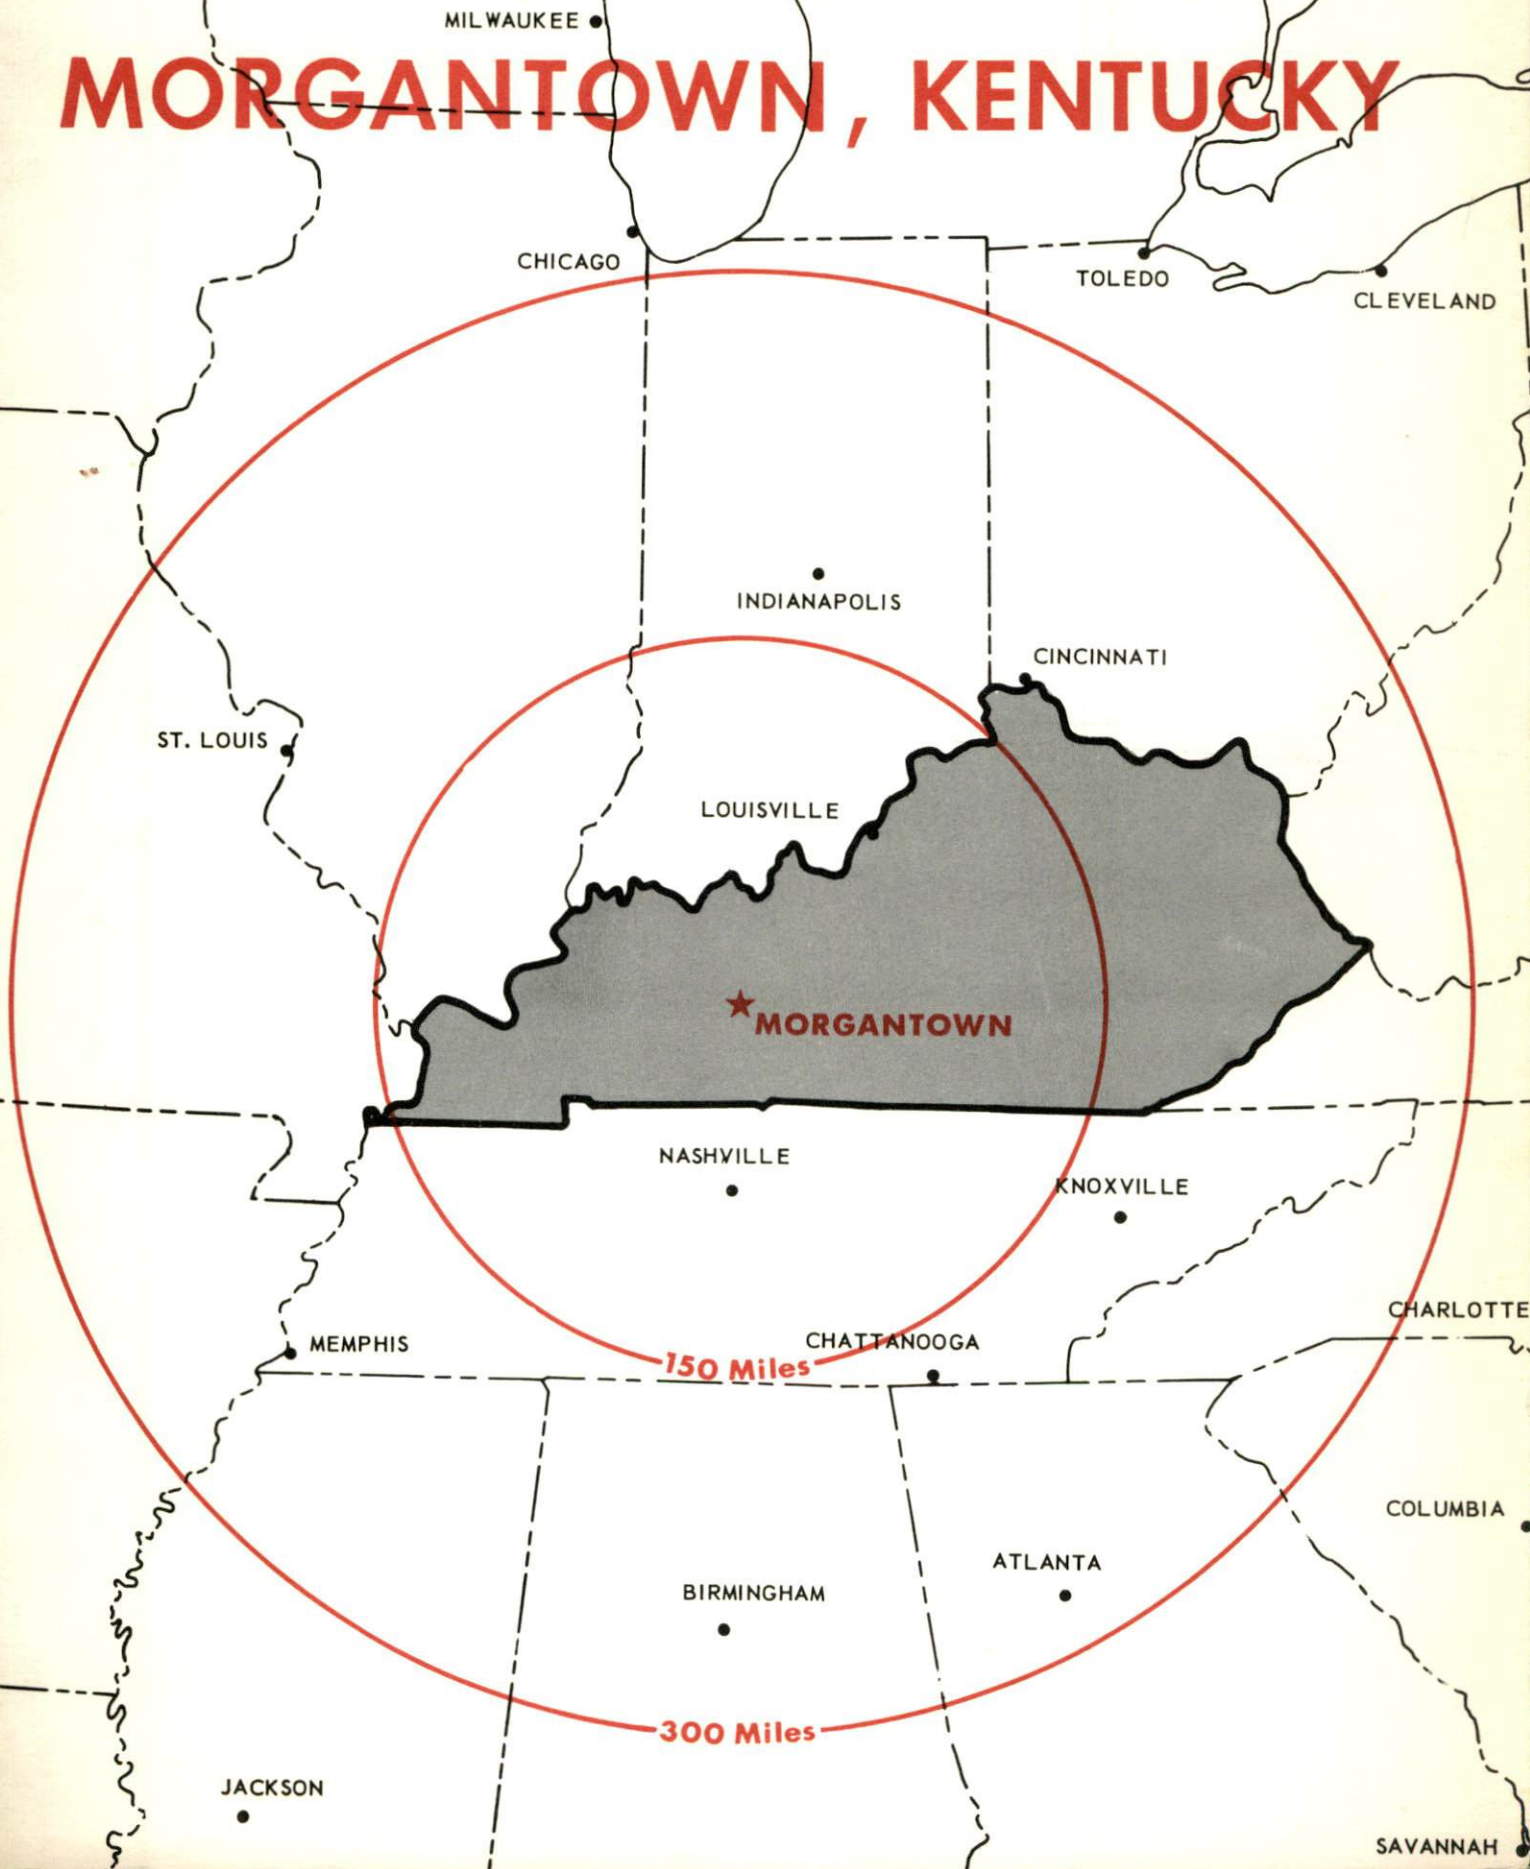 MILWAUKEE
MORGANTOWN, KENTUCKY
CHICAGO
TOLEDO
CLEVELAND
INDIANAPOLIS
CINCINNATI
ST. LOUIS
LOUISVILLE
MORGANTOWN
NASHVILLE
KNOXVILLE
CHARLOTTE
MEMPHIS
CHATTANOOGA
150 Miles
COLUMBIA
ATLANTA
BIRMINGHAM
300 Miles
JACKSON
SAVANNAH